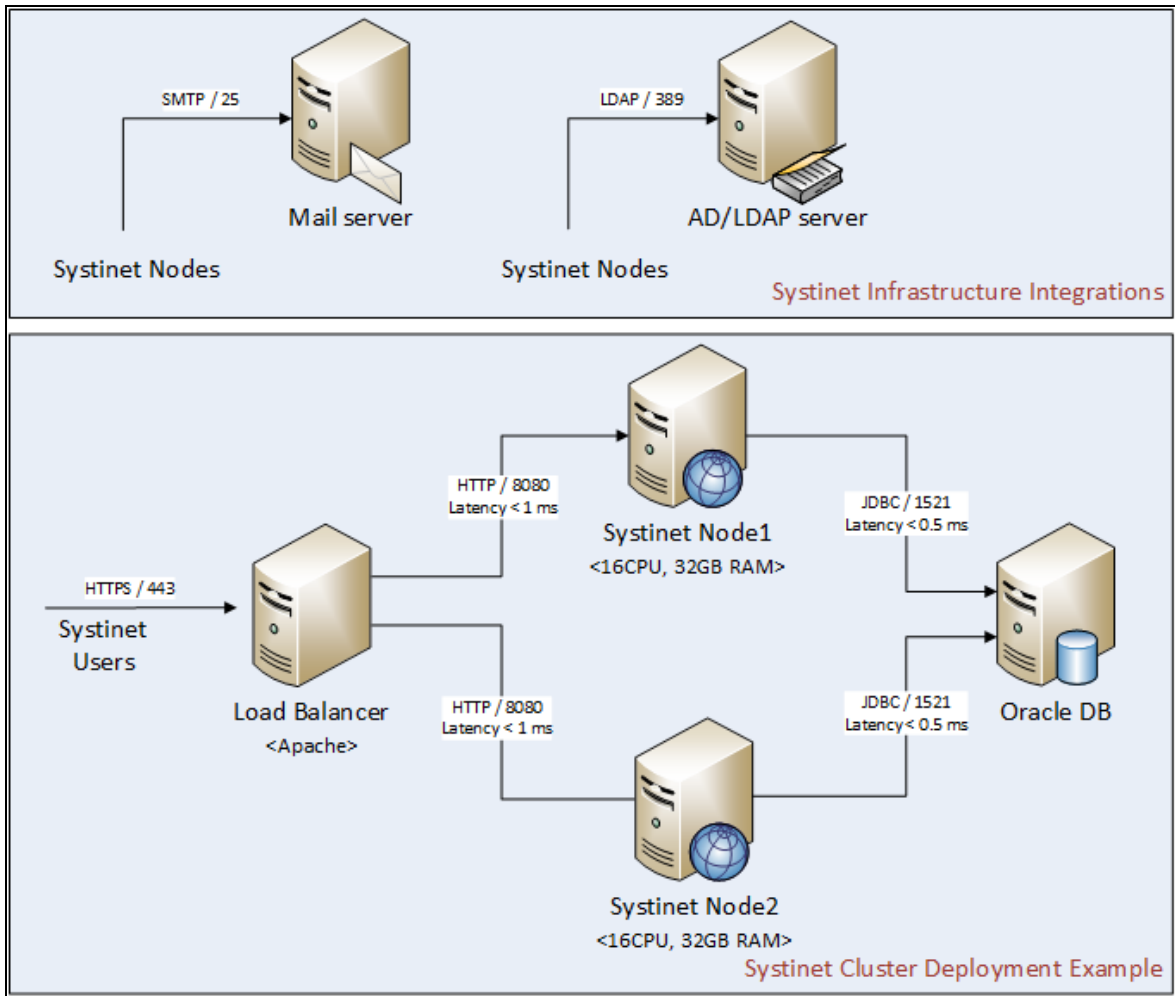 SMTP / 25
LDAP / 389
Mail server
AD/LDAP server
Systinet Nodes
Systinet Nodes
Systinet Infrastructure Integrations
HTTP / 8080
Latency < 1 ms
JDBC / 1521
Latency < 0.5 ms
Systinet Node1
<16CPU, 32GB RAM>
HTTPS / 443
Systinet
Users
Load Balancer
<Apache>
HTTP / 8080
Latency < 1 ms
JDBC / 1521
Latency < 0.5 ms
Oracle DB
Systinet Node2
<16CPU, 32GB RAM>
Systinet Cluster Deployment Example